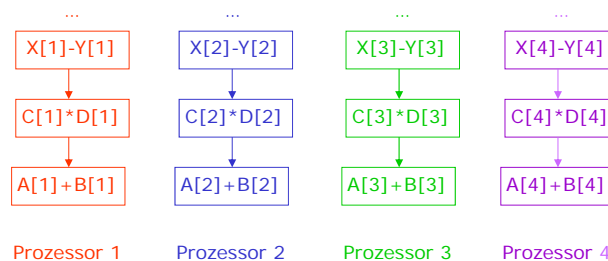 ... ... ... ...
X[1]-Y[1] X[2]-Y[2] X[3]-Y[3] X[4]-Y[4]
C[1]*D[1] C[2]*D[2] C[3]*D[3] C[4]*D[4]
A[1]+B[1] A[2]+B[2] A[3]+B[3] A[4]+B[4]
Prozessor 1 Prozessor 2 Prozessor 3 Prozessor 4